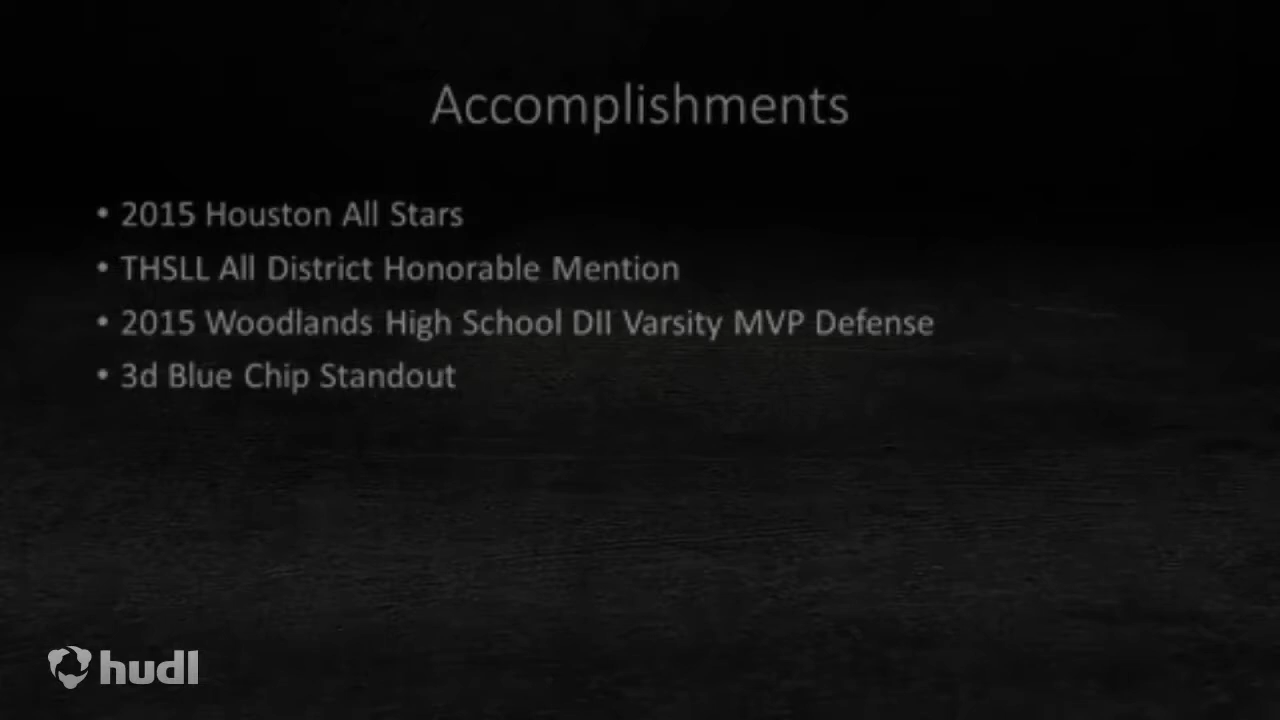 Accomplishments
• 2015 Houston All Stars
• THSLL All District Honorable Mention
• 2015 Woodlands High School DII Varsity MVP Defense
• 3d Blue Chip Standout
hudl